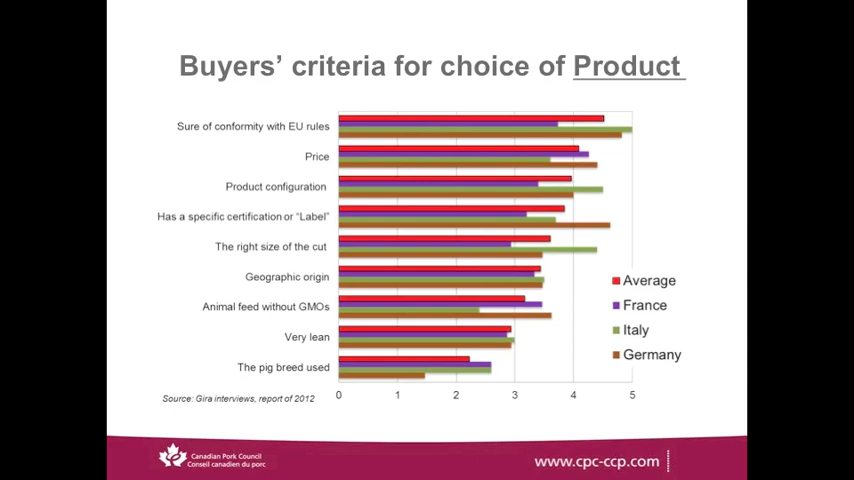 Buyers’ criteria for choice of Product
Sure of conformity with EU rules
Price
Product configuration
Has a specific certification or “Label”
The right size of the cut
Geographic origin
Animal feed without GMOs
Very lean
The pig breed used
0 1 2 3 4 5
Average
France
Italy
Germany
Source: Gira interviews, report of 2012
Canadian Pork Council
Conseil canadien du porc
www.cpc-ccp.com